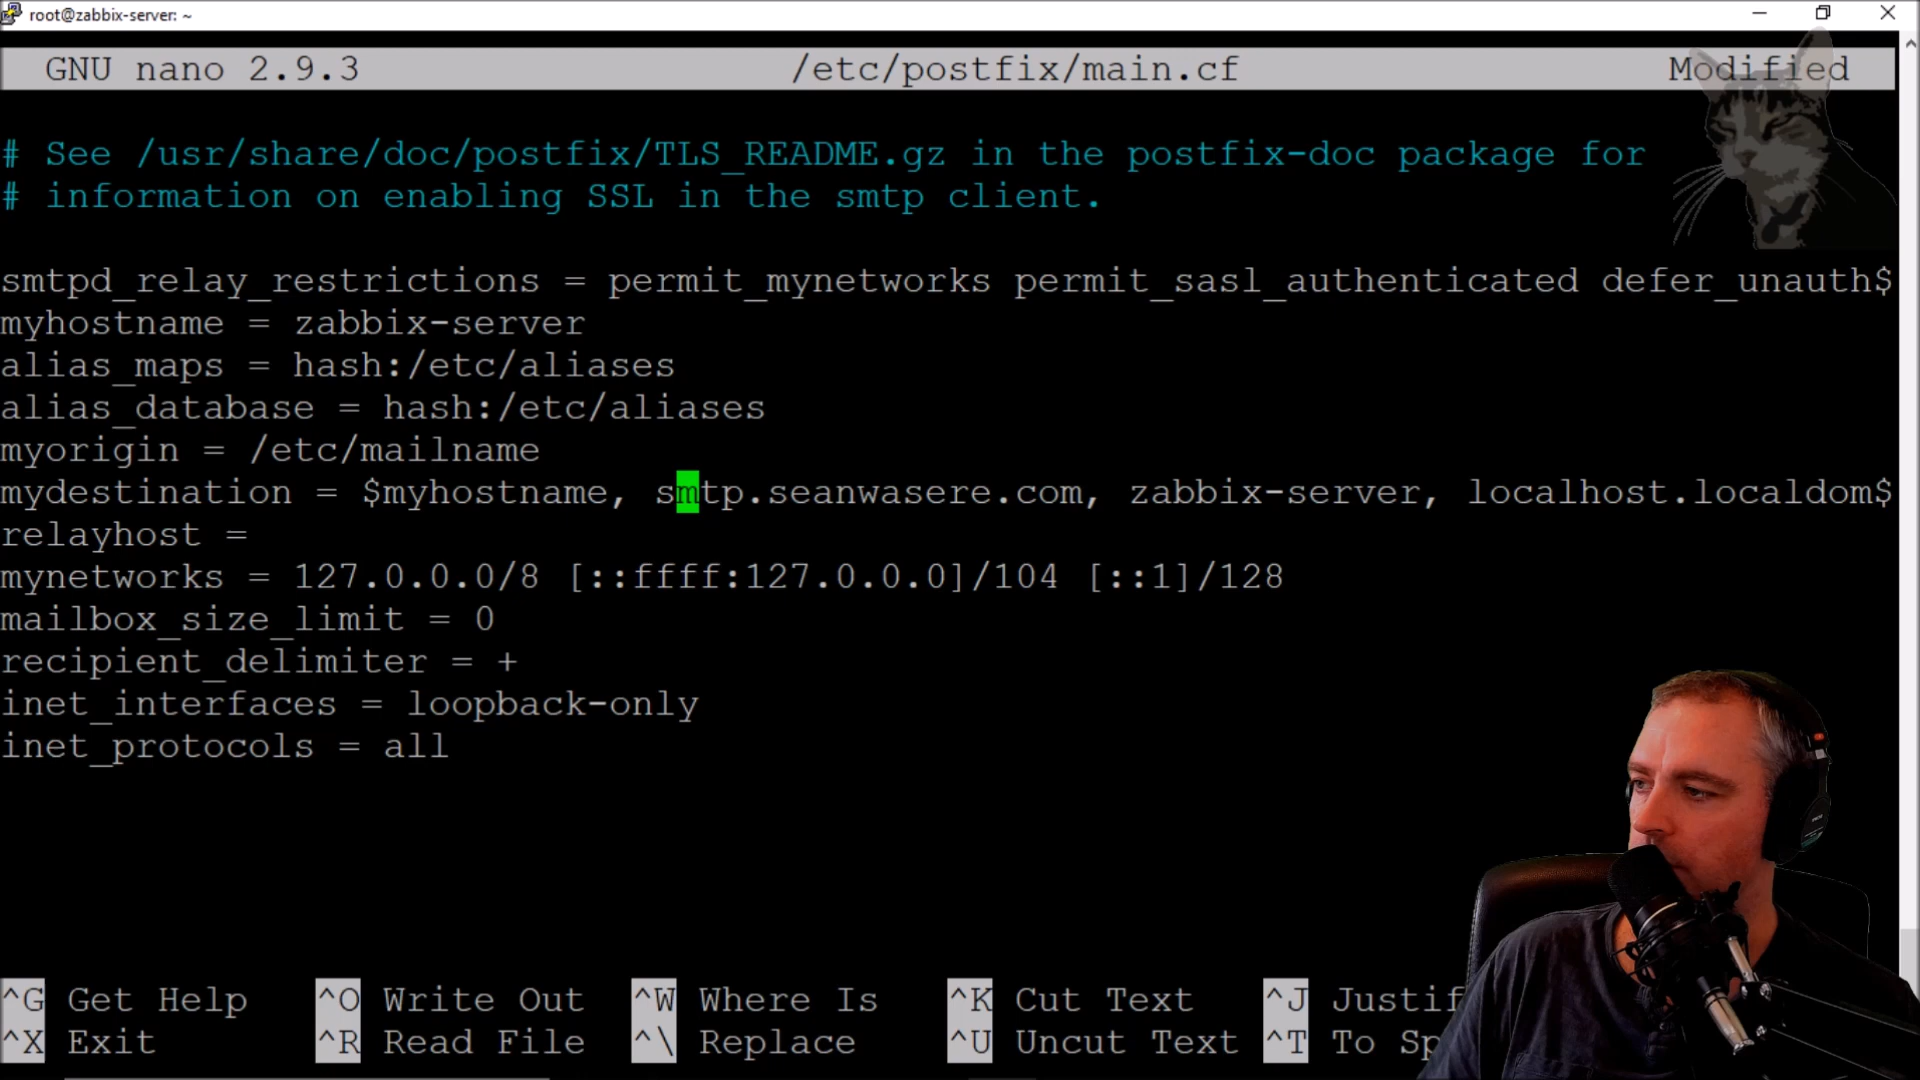 root@zabbix-server: ~
GNU nano 2.9.3 /etc/postfix/main.cf Modified
# See /usr/share/doc/postfix/TLS_README.gz in the postfix-doc package for
# information on enabling SSL in the smtp client.
smtpd_relay_restrictions = permit_mynetworks permit_sasl_authenticated defer_unauth$
myhostname = zabbix-server
alias_maps = hash:/etc/aliases
alias_database = hash:/etc/aliases
myorigin = /etc/mailname
mydestination = $myhostname, smtp.seanwasere.com, zabbix-server, localhost.localdom$
relayhost =
mynetworks = 127.0.0.0/8 [::ffff:127.0.0.0]/104 [::1]/128
mailbox_size_limit = 0
recipient_delimiter = +
inet_interfaces = loopback-only
inet_protocols = all
^G Get Help ^O Write Out ^W Where Is ^K Cut Text ^J Justif
^X Exit ^R Read File ^\ Replace ^U Uncut Text ^T To Sp